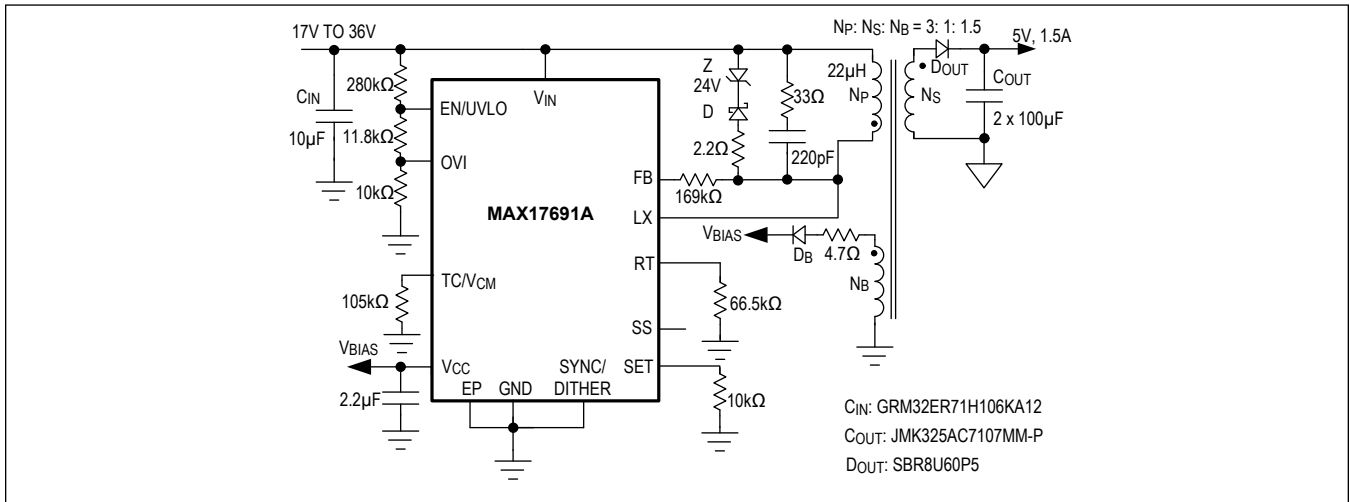 17V TO 36V
NP: NS: NB = 3: 1: 1.5
5V, 1.5A
CIN
10µF
280kΩ
11.8kΩ
10kΩ
EN/UVLO
OVI
VIN
MAX17691A
Z
24V
D
2.2Ω
33Ω
220pF
22µH
NP
NS
DOUT
COUT
2 x 100µF
FB
169kΩ
LX
VBIAS
DB
4.7Ω
NB
RT
66.5kΩ
TC/VCM
105kΩ
SS
VBIAS
VCC
2.2µF
EP
GND
SYNC/
DITHER
SET
10kΩ
CIN: GRM32ER71H106KA12
COUT: JMK325AC7107MM-P
DOUT: SBR8U60P5